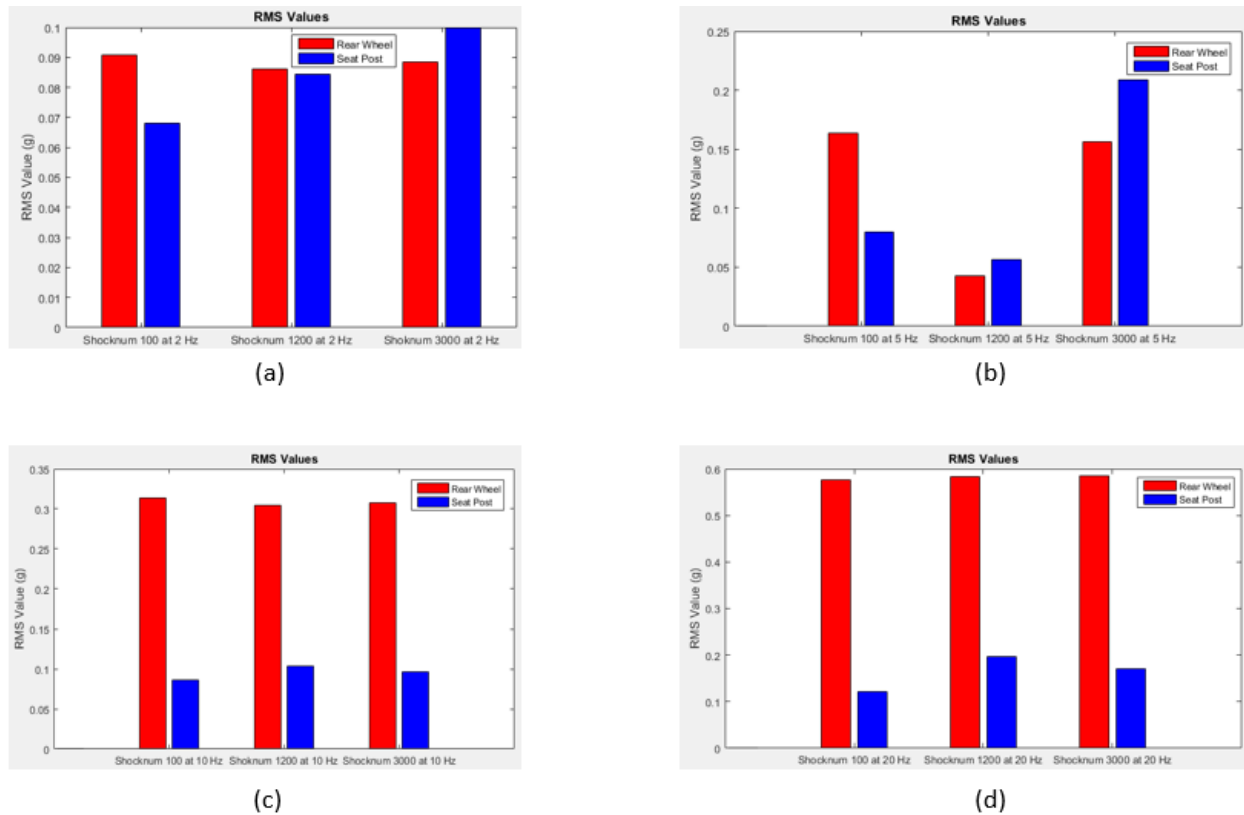 RMS Values
0.1
0.09
0.08
0.07
0.06
0.05
0.04
0.03
0.02
0.01
0
RMS Value (g)
Rear Wheel
Seat Post
Shocknum 100 at 2 Hz Shocknum 1200 at 2 Hz Shocknum 3000 at 2 Hz
(a)
RMS Values
0.25
0.2
0.15
0.1
0.05
0
RMS Value (g)
Rear Wheel
Seat Post
Shocknum 100 at 5 Hz Shocknum 1200 at 5 Hz Shocknum 3000 at 5 Hz
(b)
RMS Values
0.35
0.3
0.25
0.2
0.15
0.1
0.05
0
RMS Value (g)
Rear Wheel
Seat Post
Shocknum 100 at 10 Hz Shoknum 1200 at 10 Hz Shocknum 3000 at 10 Hz
(c)
RMS Values
0.6
0.5
0.4
0.3
0.2
0.1
0
RMS Value (g)
Rear Wheel
Seat Post
Shocknum 100 at 20 Hz Shocknum 1200 at 20 Hz Shocknum 3000 at 20 Hz
(d)